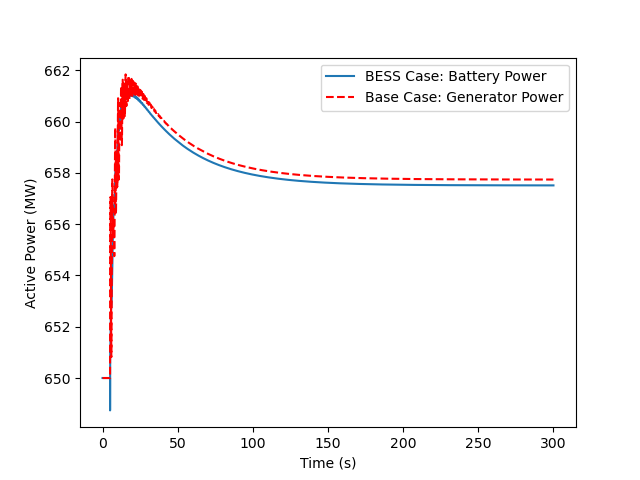 BESS Case: Battery Power
Base Case: Generator Power
Active Power (MW)
662
660
658
656
654
652
650
0 50 100 150 200 250 300
Time (s)